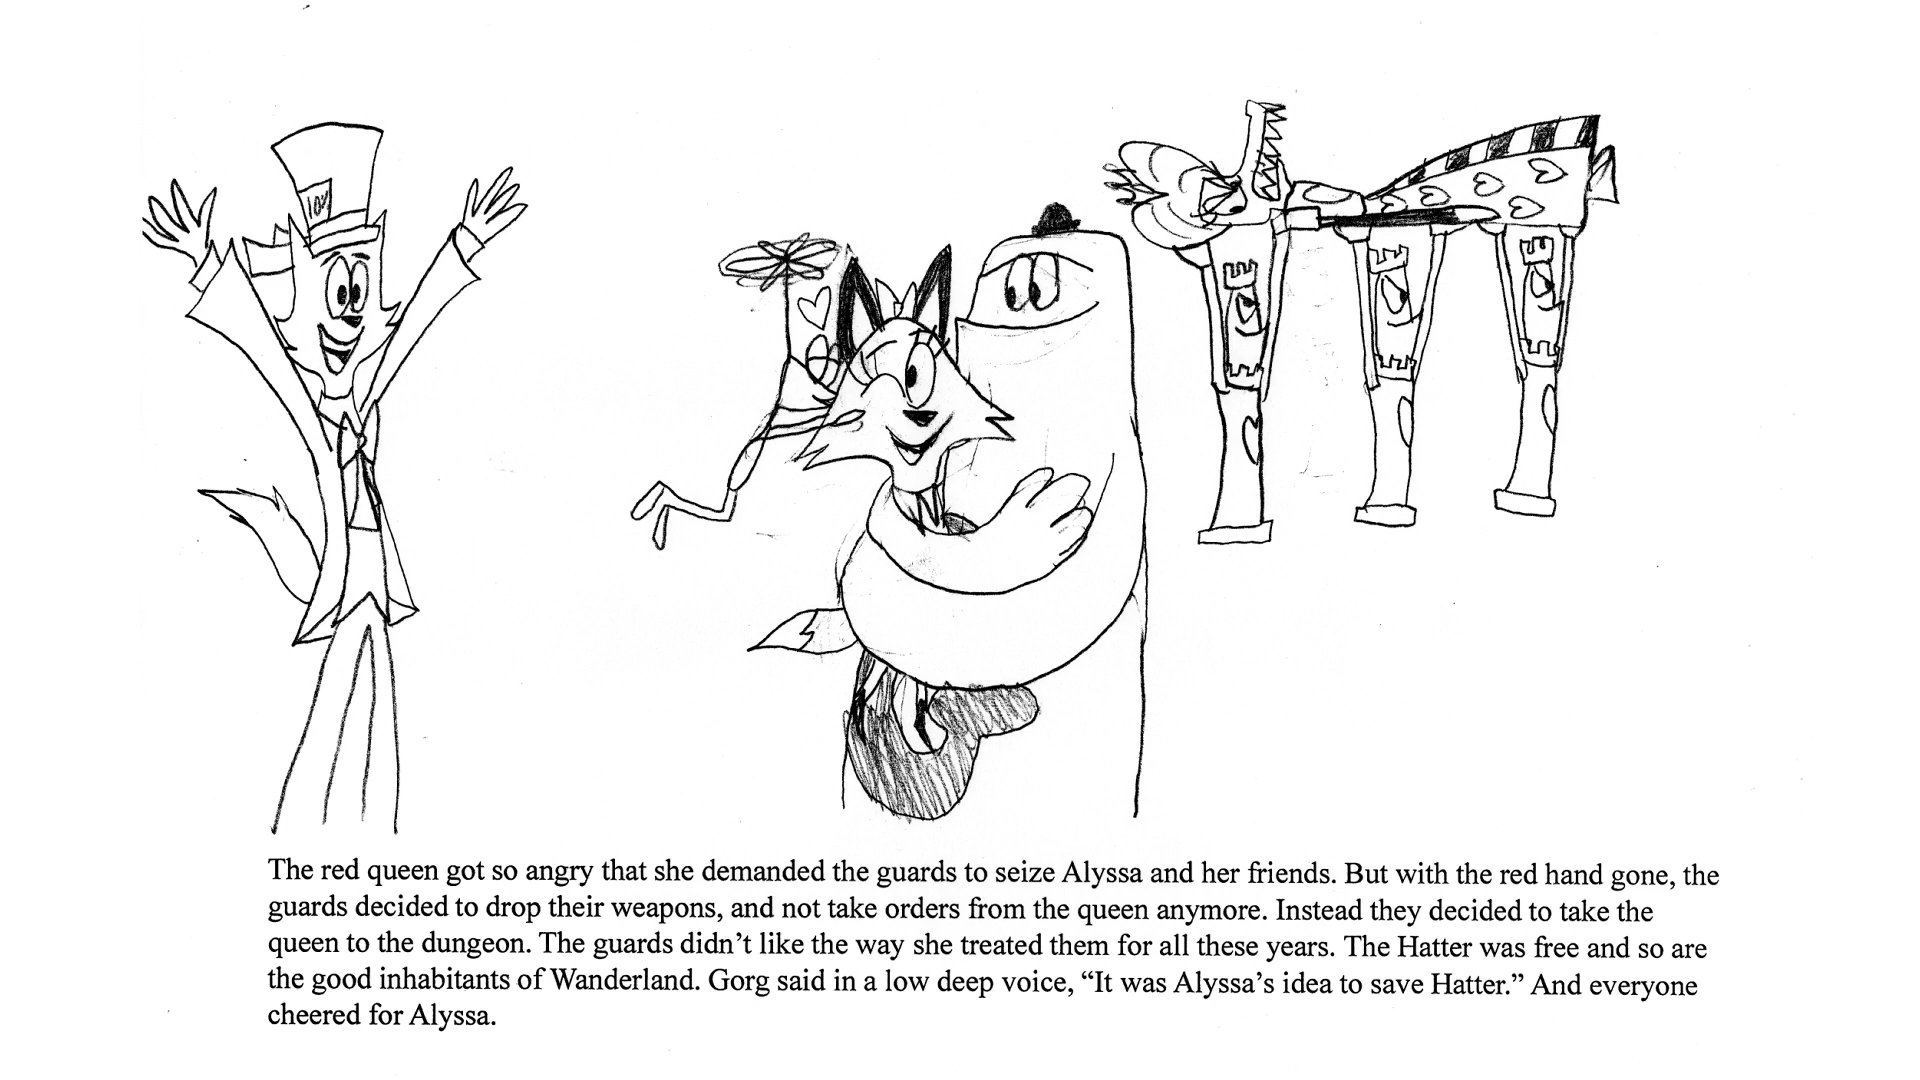 10/
The red queen got so angry that she demanded the guards to seize Alyssa and her friends. But with the red hand gone, the
guards decided to drop their weapons, and not take orders from the queen anymore. Instead they decided to take the
queen to the dungeon. The guards didn’t like the way she treated them for all these years. The Hatter was free and so are
the good inhabitants of Wanderland. Gorg said in a low deep voice, “It was Alyssa’s idea to save Hatter.” And everyone
cheered for Alyssa.